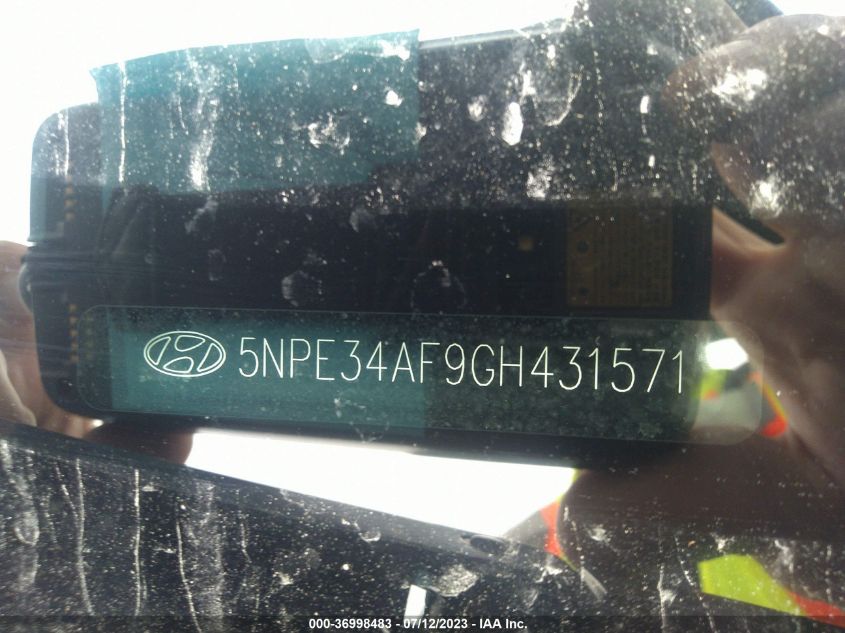 5NPE34AF9GH431571
000-36998483 - 07/12/2023 - IAA Inc.